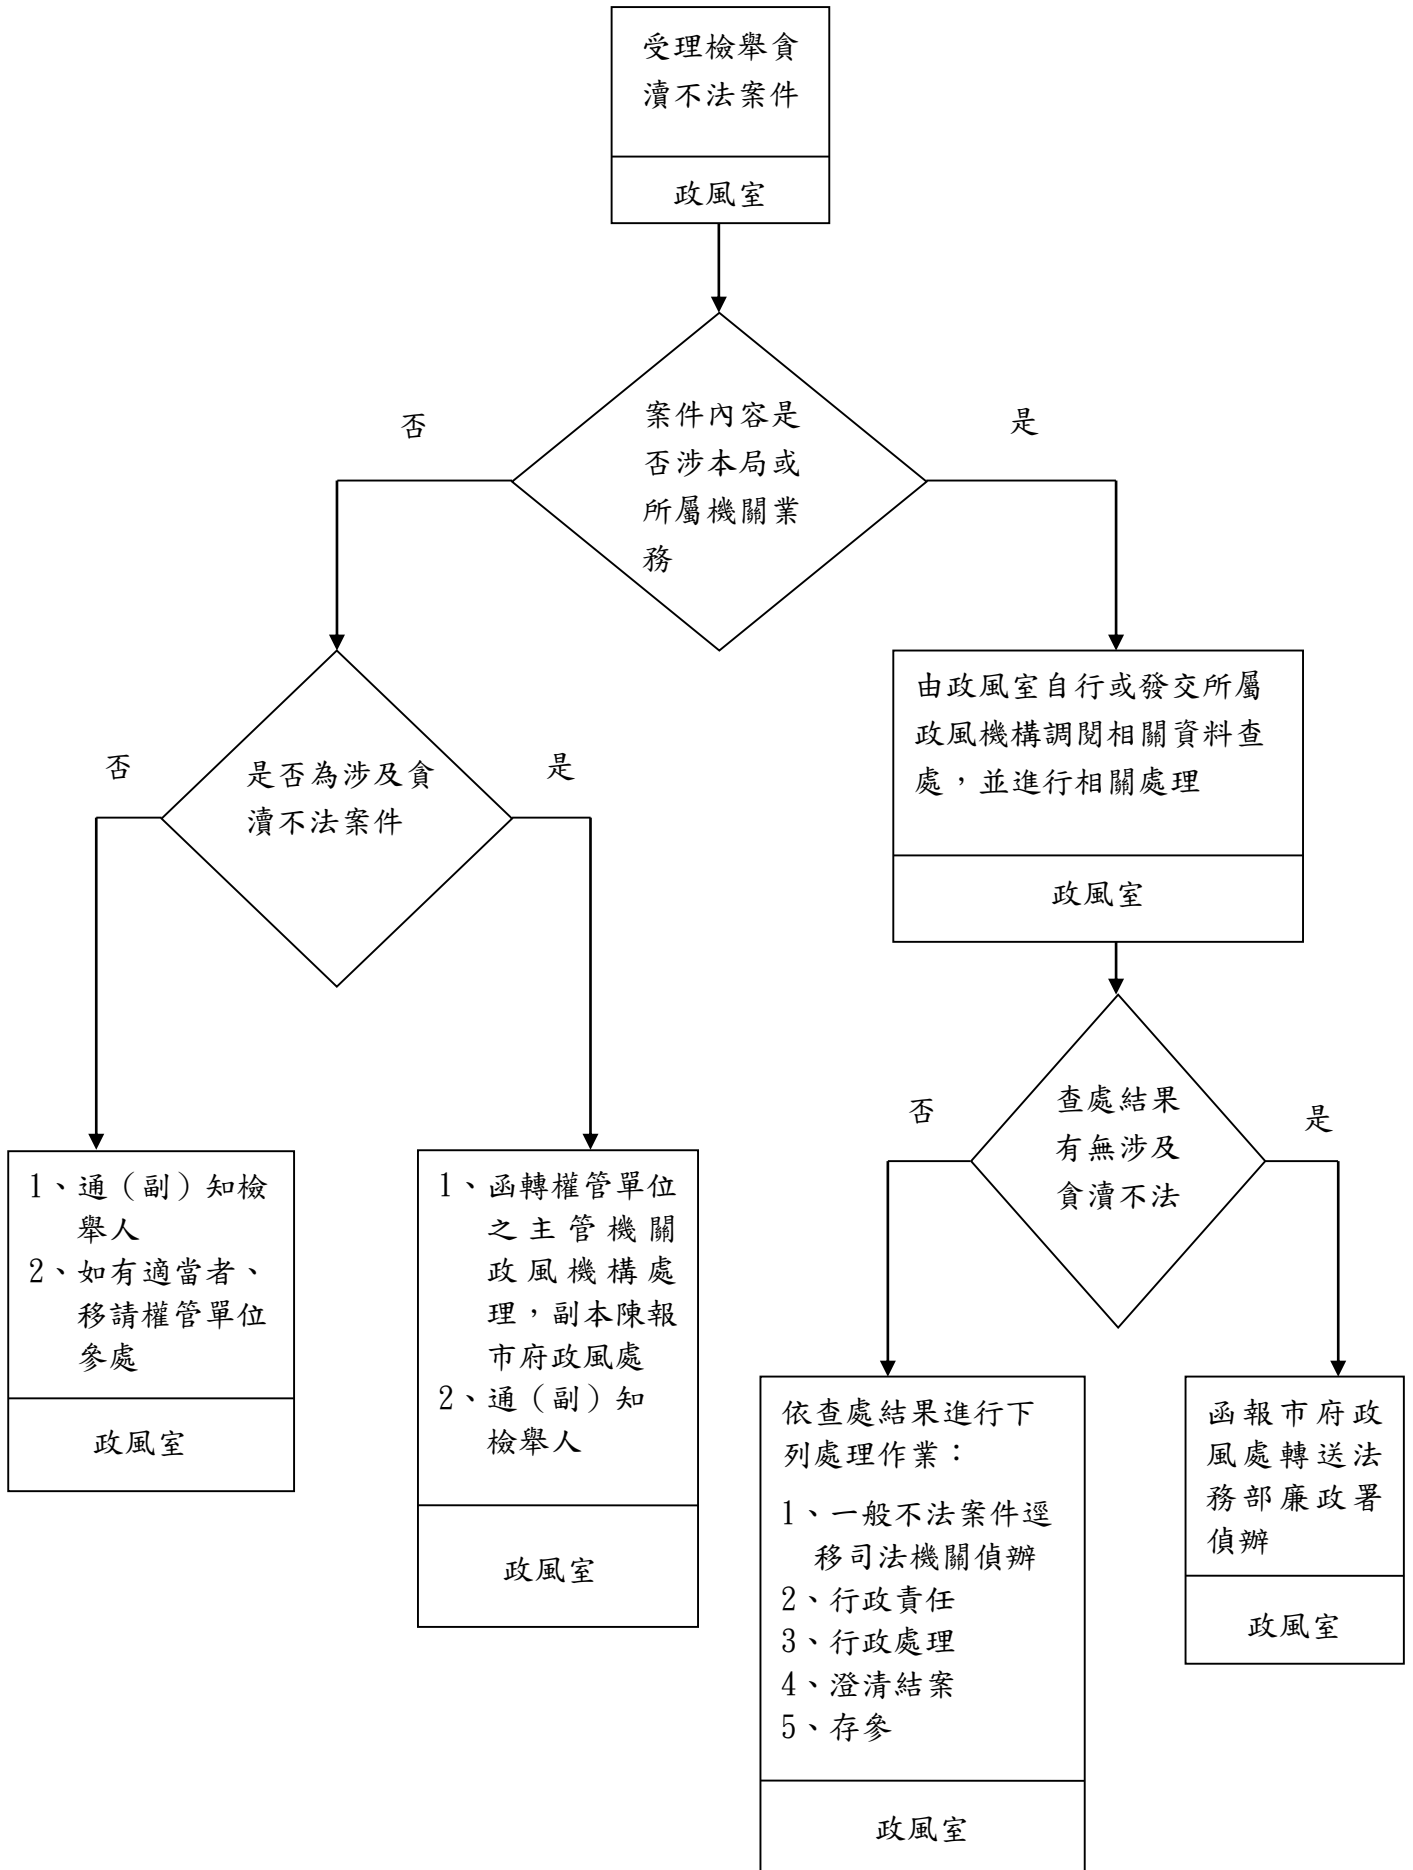 受理檢舉貪
瀆不法案件
政風室
案件內容是
否涉本局或
所屬機關業
務
否
是
是否為涉及貪
瀆不法案件
否
是
由政風室自行或發交所屬
政風機構調閱相關資料查
處，並進行相關處理
政風室
查處結果
有無涉及
貪瀆不法
否
是
1、通（副）知檢
舉人
2、如有適當者、
移請權管單位
參處
政風室
1、函轉權管單位
之主管機關
政風機構處
理，副本陳報
市府政風處
2、通（副）知
檢舉人
政風室
依查處結果進行下
列處理作業：
1、一般不法案件逕
移司法機關偵辦
2、行政責任
3、行政處理
4、澄清結案
5、存參
政風室
函報市府政
風處轉送法
務部廉政署
偵辦
政風室